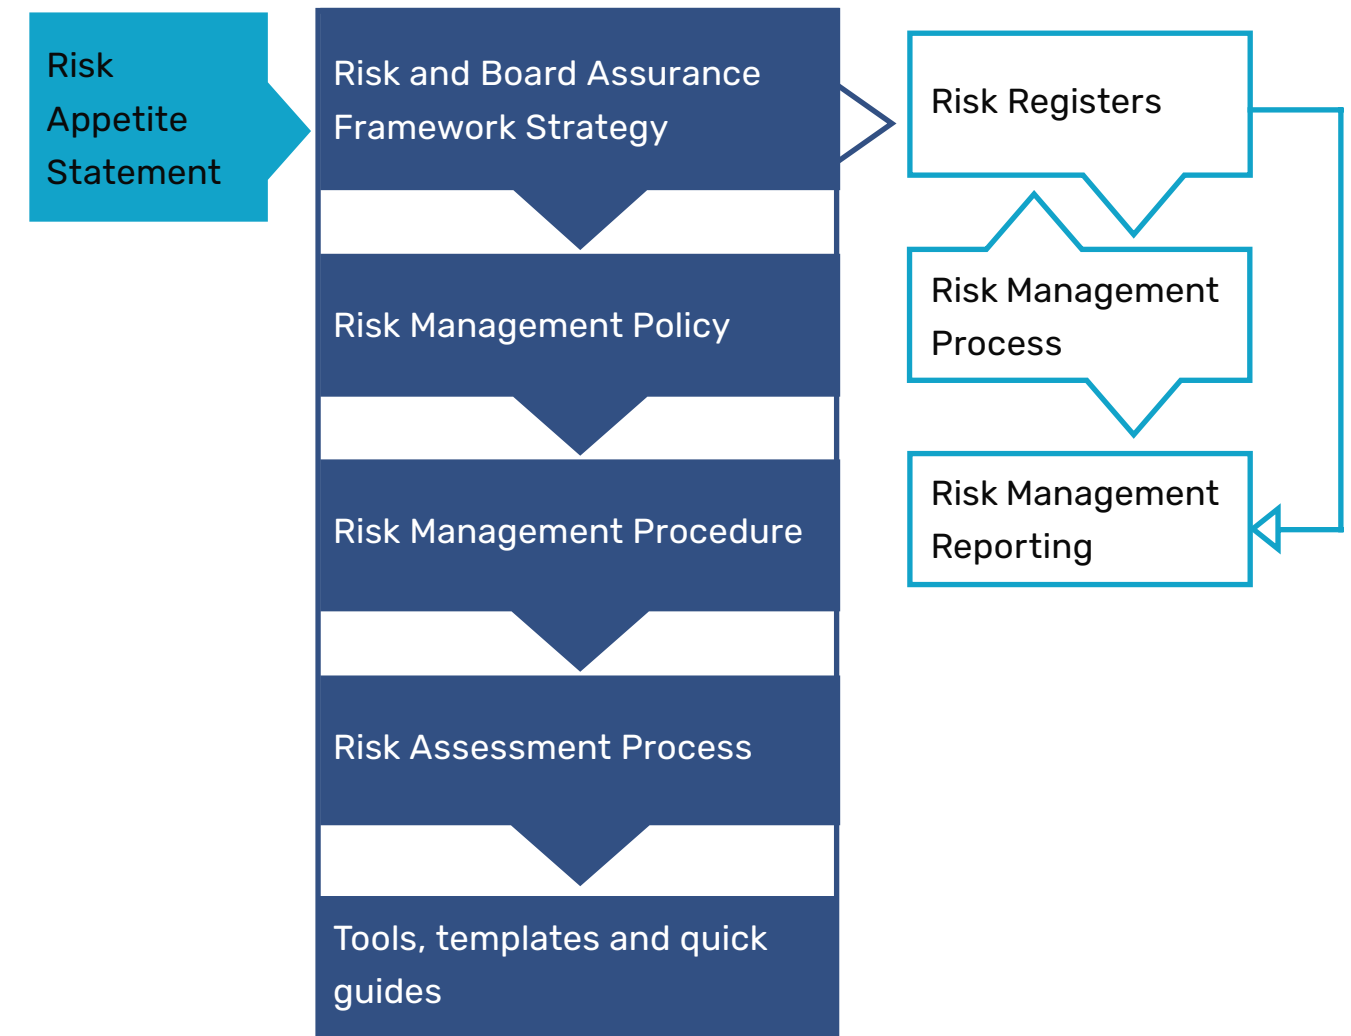 Risk
Appetite
Statement
Risk and Board Assurance
Framework Strategy
Risk Management Policy
Risk Management Procedure
Risk Assessment Process
Tools, templates and quick
guides
Risk Registers
Risk Management
Process
Risk Management
Reporting